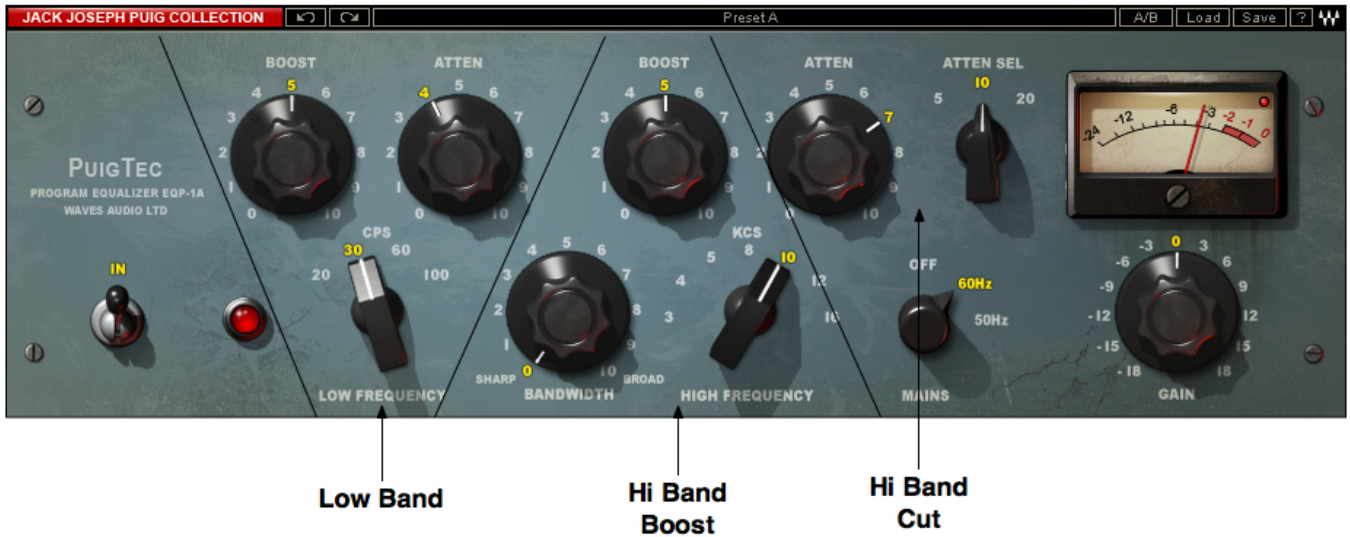 JACK JOSEPH PUIG COLLECTION
Preset A
A/B
Load
Save
?
BOOST
0 1 2 3 4 5 6 7 8 9 10
ATTEN
0 1 2 3 4 5 6 7 8 9 10
BOOST
0 1 2 3 4 5 6 7 8 9 10
ATTEN
0 1 2 3 4 5 6 7 8 9 10
ATTEN SEL
5 10 20
-24 -12 -6 -3 -2 -1 0
PUIGTEC
PROGRAM EQUALIZER EQP-1A
WAVES AUDIO LTD
IN
CPS
20 30 60 100
LOW FREQUENCY
0 1 2 3 4 5 6 7 8 9 10
SHARP
BROAD
BANDWIDTH
KCS
3 4 5 8 10 12 16
HIGH FREQUENCY
OFF
60Hz
50Hz
MAINS
-18 -15 -12 -9 -6 -3 0 3 6 9 12 15 18
GAIN
Low Band
Hi Band
Boost
Hi Band
Cut